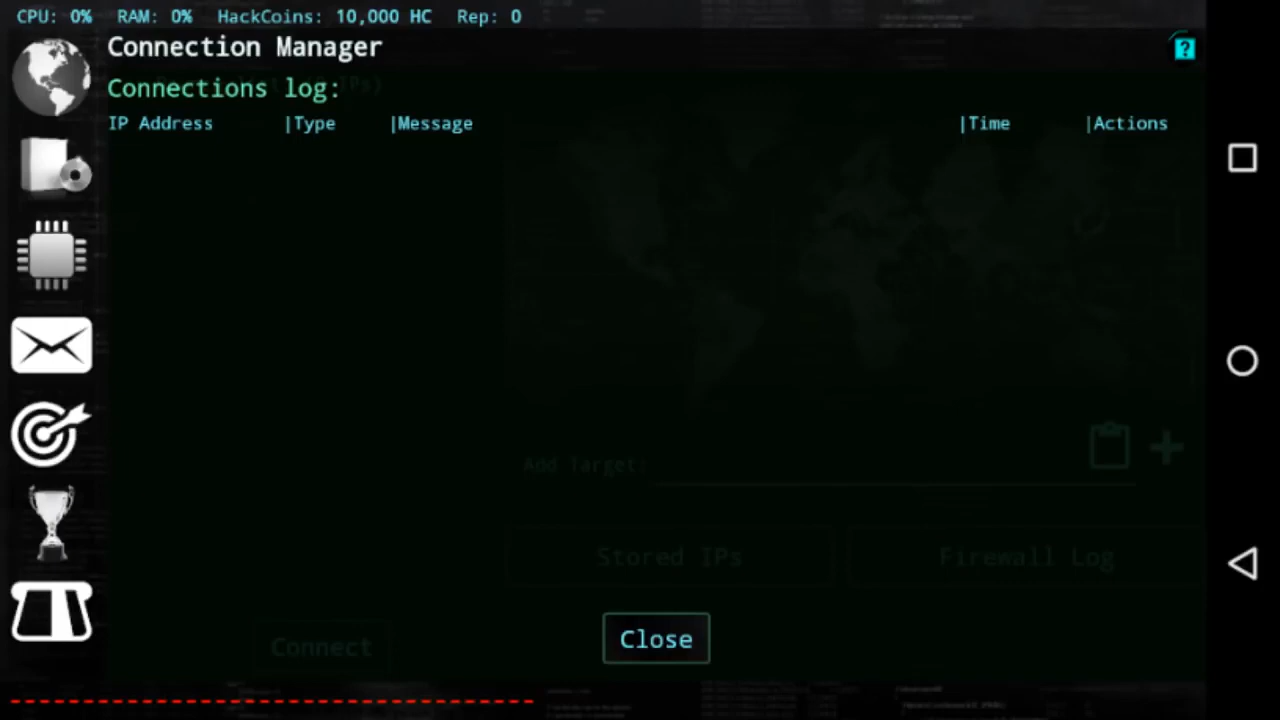 CPU: 0% RAM: 0% HackCoins: 10,000 HC Rep: 0
Connection Manager
?
Connections log:
IP Address |Type |Message |Time |Actions
Add Target:
Stored IPs Firewall Log
Close
Connect